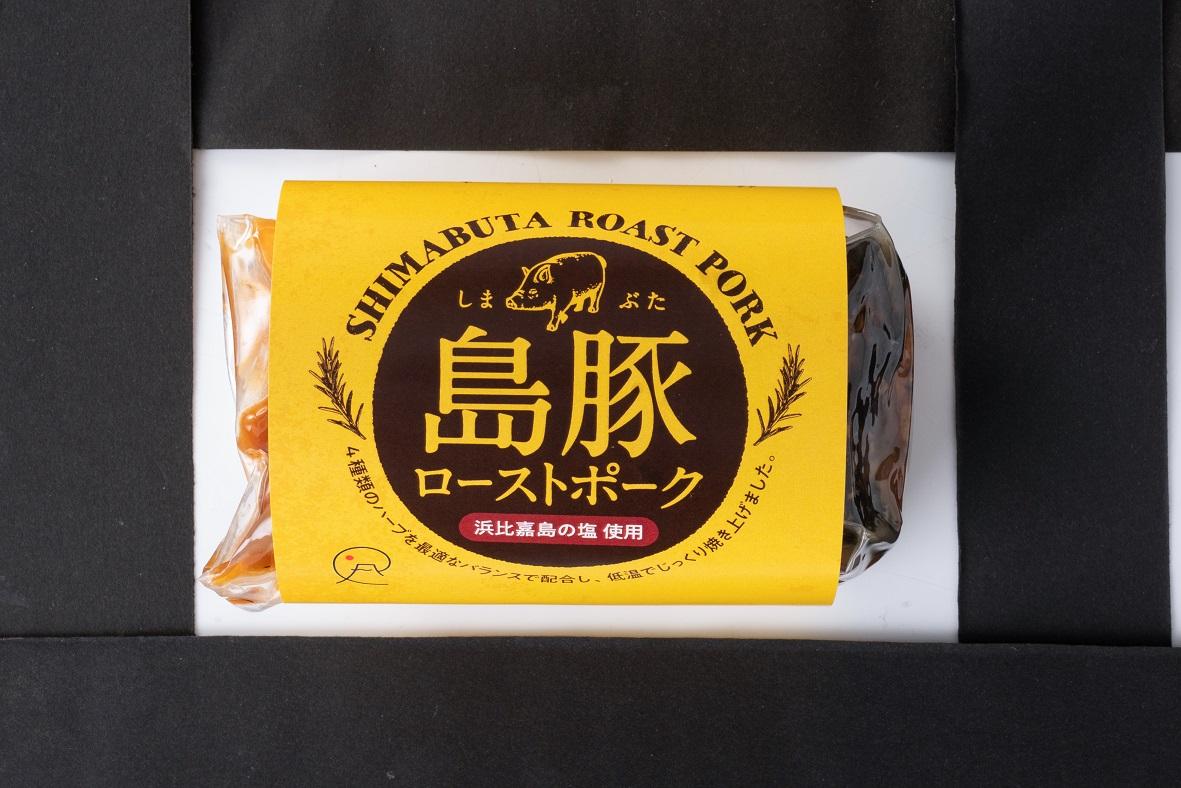 SHIMABUTA ROAST PORK
しま ぶた
島豚
ローストポーク
浜比嘉島の塩 使用
4種類のハーブを最適なバランスで配合し、低温でじっくり焼き上げました。